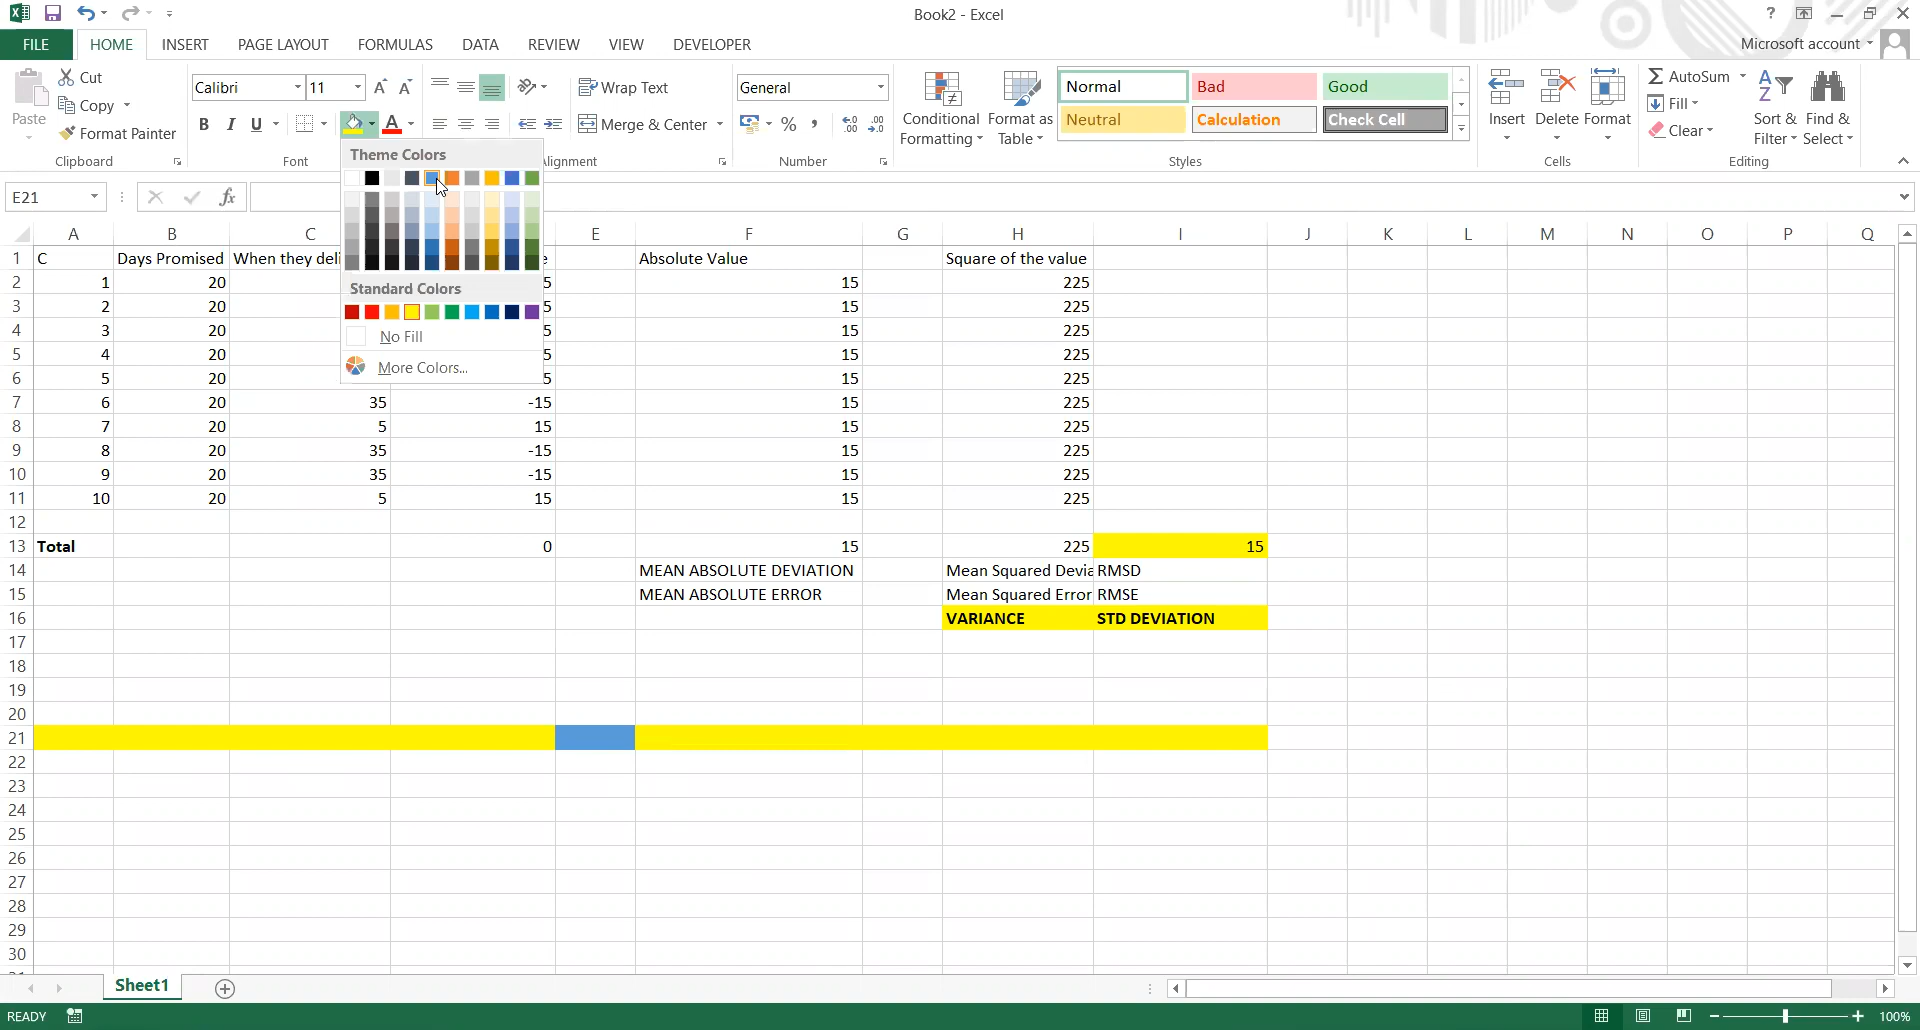 Book2 - Excel
?
FILE HOME INSERT PAGE LAYOUT FORMULAS DATA REVIEW VIEW DEVELOPER Microsoft account
Paste
Cut
Copy
Format Painter
Clipboard
Calibri 11
B I U A
Font
Wrap Text
Merge & Center
Alignment
General
%
Number
Conditional Formatting
Format as Table
Normal Bad Good
Neutral Calculation Check Cell
Styles
Insert Delete Format
Cells
AutoSum
Fill
Clear
Sort & Filter
Find & Select
Editing
Theme Colors
Standard Colors
No Fill
More Colors...
E21 fx
A B C E F G H I J K L M N O P Q
1 C Days Promised When they deli e Absolute Value Square of the value
2 1 20 5 15 225
3 2 20 5 15 225
4 3 20 5 15 225
5 4 20 5 15 225
6 5 20 5 15 225
7 6 20 35 -15 15 225
8 7 20 5 15 15 225
9 8 20 35 -15 15 225
10 9 20 35 -15 15 225
11 10 20 5 15 15 225
12
13 Total 0 15 225 15
14 MEAN ABSOLUTE DEVIATION Mean Squared Devia RMSD
15 MEAN ABSOLUTE ERROR Mean Squared Error RMSE
16 VARIANCE STD DEVIATION
17
18
19
20
21
22
23
24
25
26
27
28
29
30
Sheet1
READY 100%